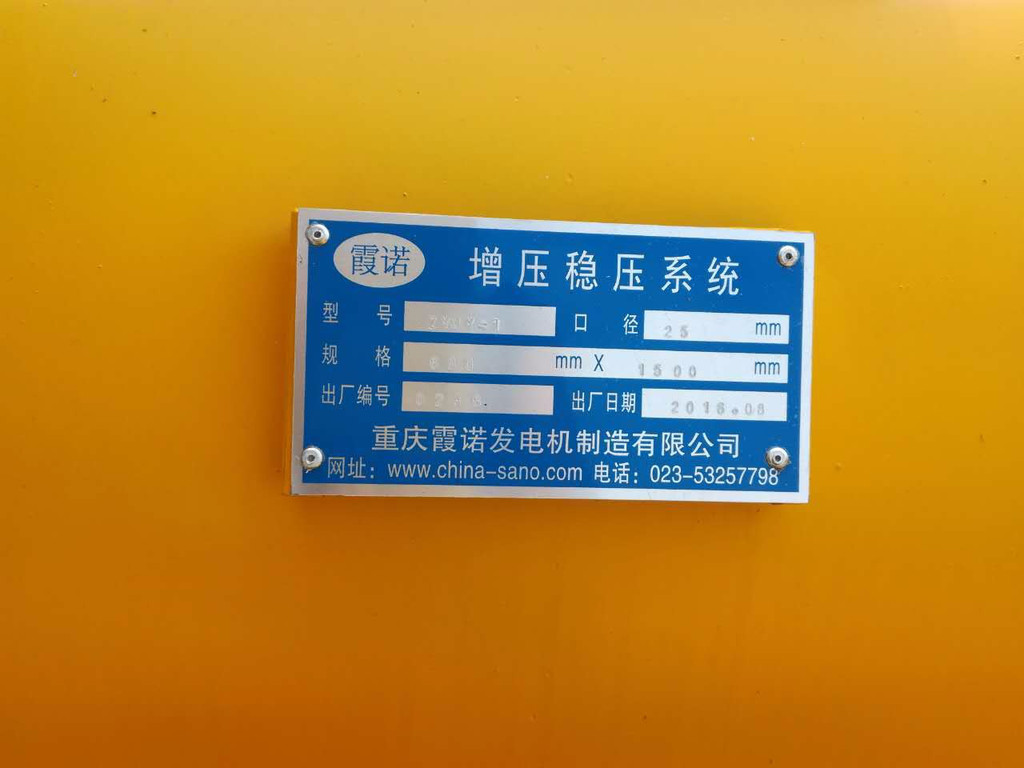 霞诺 增压稳压系统
型号 口径 25 mm
规格 mm X 1500 mm
出厂编号 出厂日期 2016.08
重庆霞诺发电机制造有限公司
网址：www.china-sano.com 电话：023-53257798